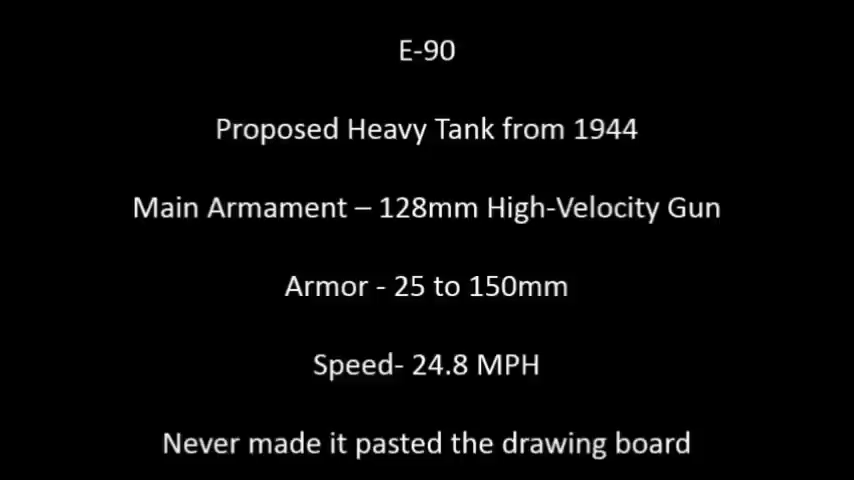 E-90
Proposed Heavy Tank from 1944
Main Armament – 128mm High-Velocity Gun
Armor - 25 to 150mm
Speed- 24.8 MPH
Never made it pasted the drawing board